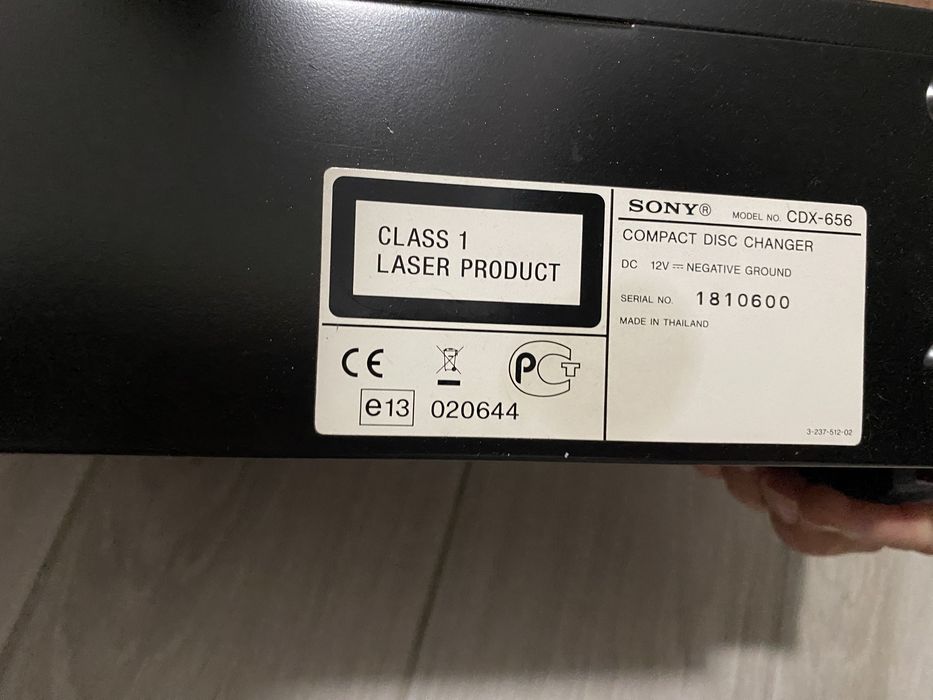 CLASS 1
LASER PRODUCT
CE
PCT
e13 020644
SONY® MODEL NO. CDX-656
COMPACT DISC CHANGER
DC 12V ⎓ NEGATIVE GROUND
SERIAL NO. 1810600
MADE IN THAILAND
3-237-512-02